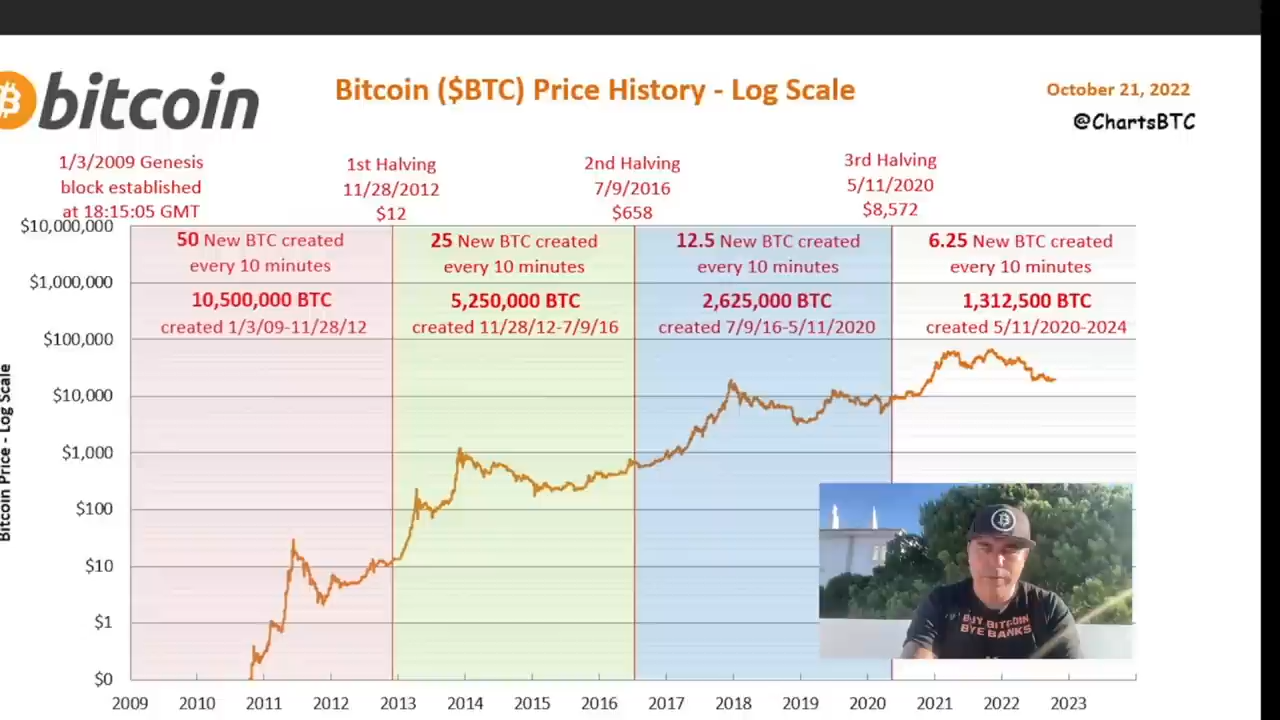 bitcoin
Bitcoin ($BTC) Price History - Log Scale
October 21, 2022
@ChartsBTC
1/3/2009 Genesis
block established
at 18:15:05 GMT
1st Halving
11/28/2012
$12
2nd Halving
7/9/2016
$658
3rd Halving
5/11/2020
$8,572
50 New BTC created
every 10 minutes
10,500,000 BTC
created 1/3/09-11/28/12
25 New BTC created
every 10 minutes
5,250,000 BTC
created 11/28/12-7/9/16
12.5 New BTC created
every 10 minutes
2,625,000 BTC
created 7/9/16-5/11/2020
6.25 New BTC created
every 10 minutes
1,312,500 BTC
created 5/11/2020-2024
Bitcoin Price - Log Scale
$10,000,000
$1,000,000
$100,000
$10,000
$1,000
$100
$10
$1
$0
2009 2010 2011 2012 2013 2014 2015 2016 2017 2018 2019 2020 2021 2022 2023
BUY BITCOIN
BYE BANKS